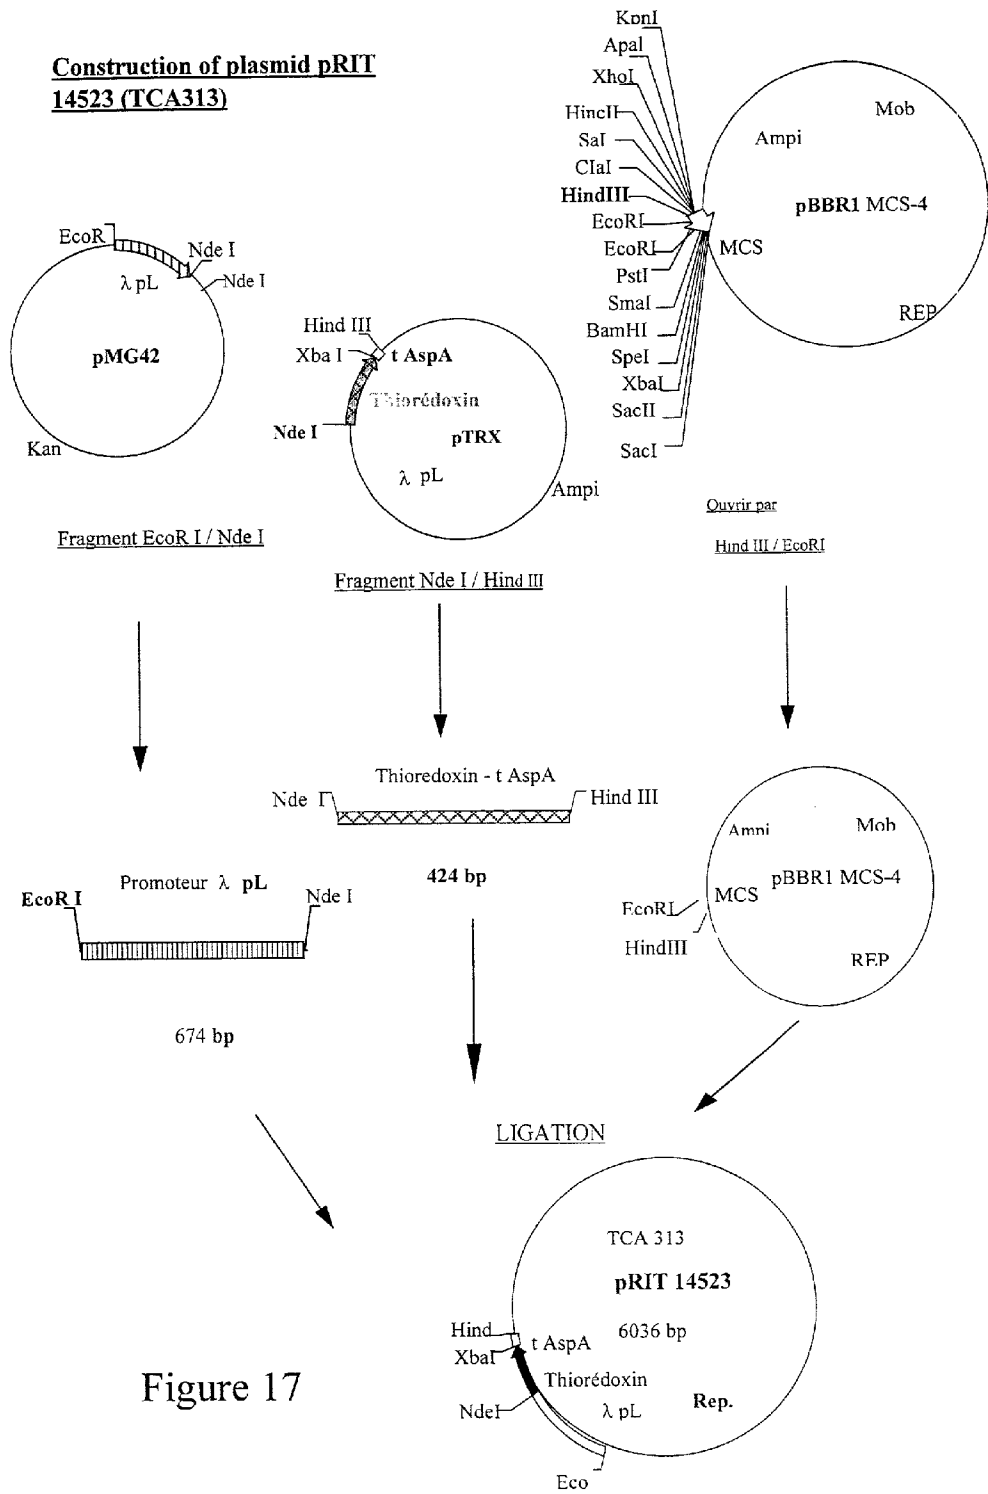 Construction of plasmid pRIT
14523 (TCA313)
KpnI
ApaI
XhoI
HincII
SaI
ClaI
HindIII
EcoRI
EcoRI
PstI
SmaI
BamHI
SpeI
XbaI
SacII
SacI
Mob
Ampi
pBBR1 MCS-4
MCS
REP
EcoR
Nde I
λ pL
Nde I
pMG42
Kan
Hind III
Xba I
t AspA
Thiorédoxin
Nde I
pTRX
λ pL
Ampi
Fragment EcoR I / Nde I
Fragment Nde I / Hind III
Ouvrir par
Hind III / EcoRI
Thioredoxin - t AspA
Nde I
Hind III
424 bp
Promoteur λ pL
EcoR I
Nde I
674 bp
Ampi
Mob
pBBR1 MCS-4
MCS
EcoRI
HindIII
REP
LIGATION
TCA 313
pRIT 14523
6036 bp
Hind
t AspA
XbaI
Thiorédoxin
NdeI
λ pL
Rep.
Eco
Figure 17